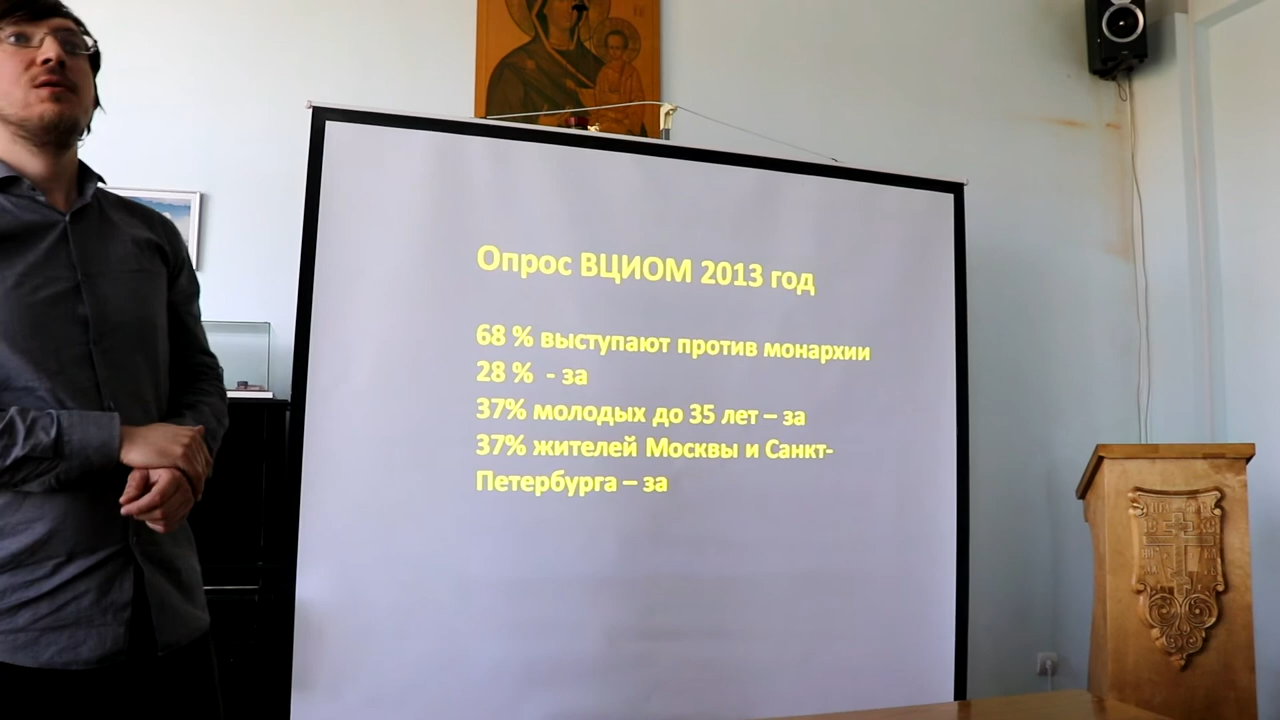 Опрос ВЦИОМ 2013 год
68 % выступают против монархии
28 %  - за
37% молодых до 35 лет – за
37% жителей Москвы и Санкт-
Петербурга – за